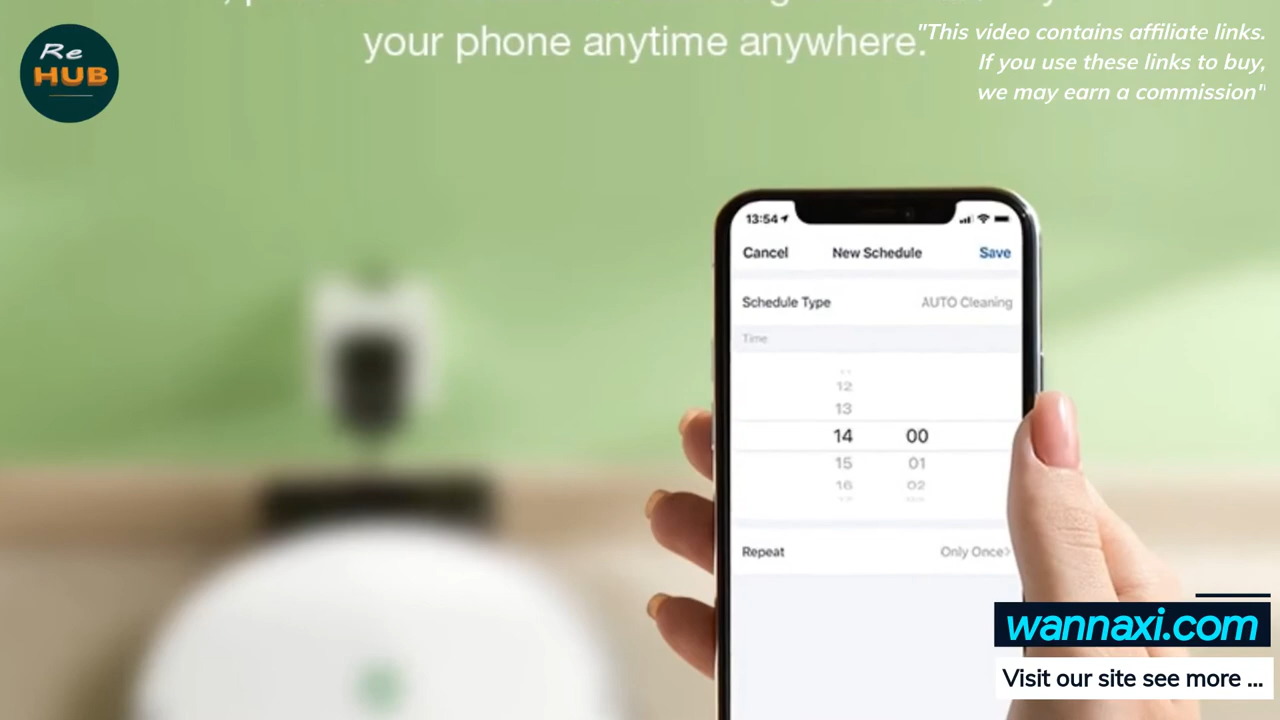 your phone anytime anywhere.
Re
HUB
"This video contains affiliate links.
If you use these links to buy,
we may earn a commission"
13:54
Cancel New Schedule Save
Schedule Type AUTO Cleaning
Time
12
13
14 00
15 01
16 02
Repeat Only Once>
wannaxi.com
Visit our site see more ...